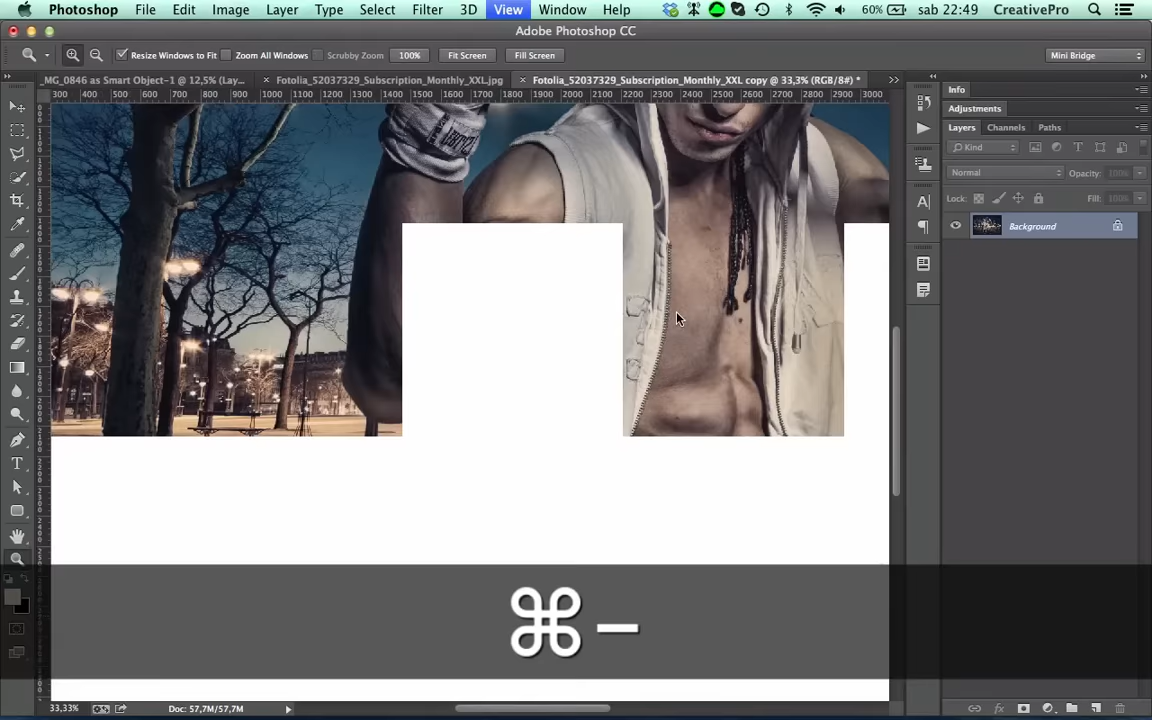 Photoshop File Edit Image Layer Type Select Filter 3D View Window Help 60% sab 22:49 CreativePro
Adobe Photoshop CC
Resize Windows to Fit Zoom All Windows Scrubby Zoom 100% Fit Screen Fill Screen Mini Bridge
_MG_0846 as Smart Object-1 @ 12,5% (Lay... Fotolia_52037329_Subscription_Monthly_XXL.jpg Fotolia_52037329_Subscription_Monthly_XXL copy @ 33,3% (RGB/8#) *
300 400 500 600 700 800 900 1000 1100 1200 1300 1400 1500 1600 1700 1800 1900 2000 2100 2200 2300 2400 2500 2600 2700 2800 2900 3000
Info
Adjustments
Layers Channels Paths
Kind
Normal Opacity: 100%
Lock: Fill: 100%
Background
⌘ –
33,33% Doc: 57,7M/57,7M